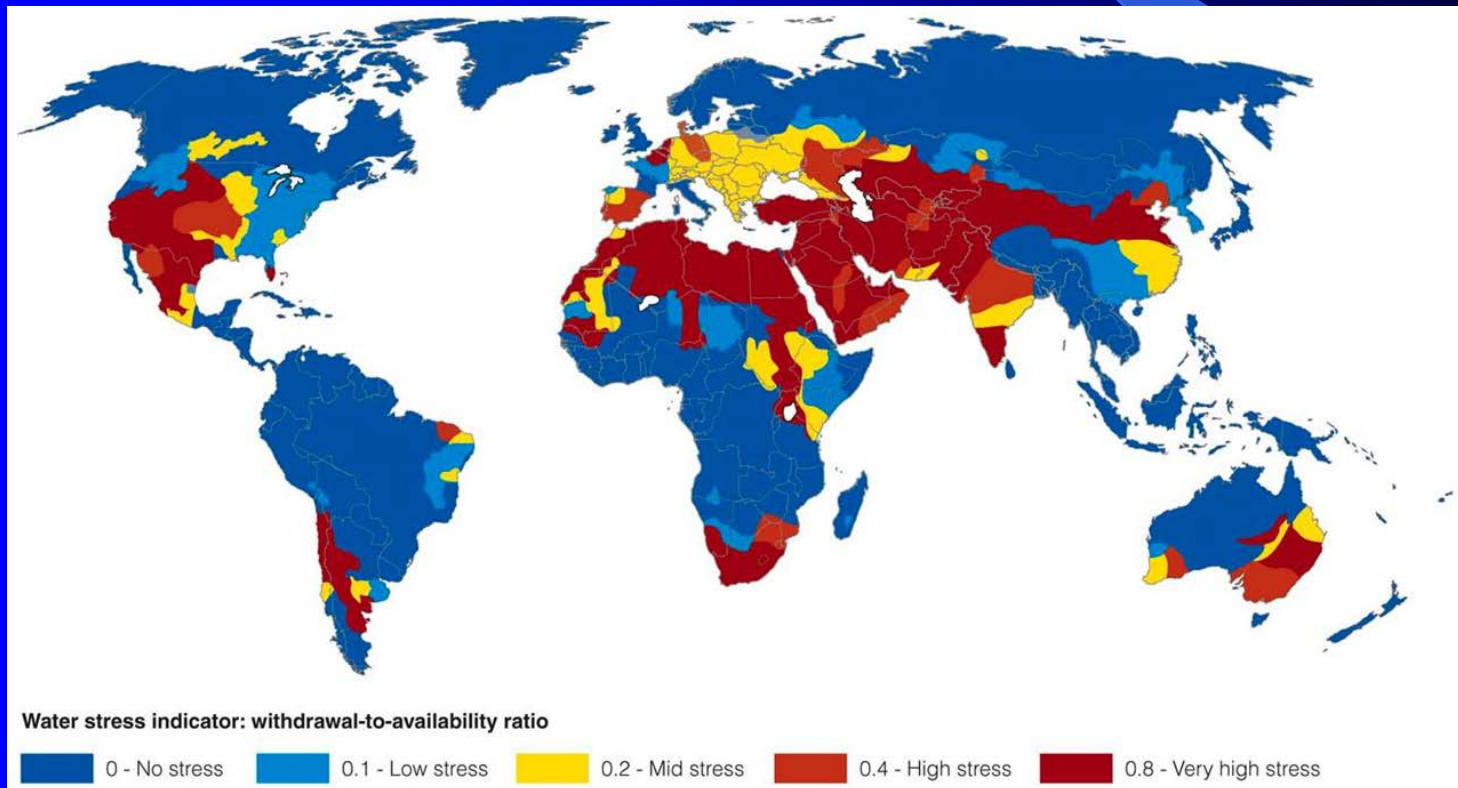 Water stress indicator: withdrawal-to-availability ratio
0 - No stress 0.1 - Low stress 0.2 - Mid stress 0.4 - High stress 0.8 - Very high stress